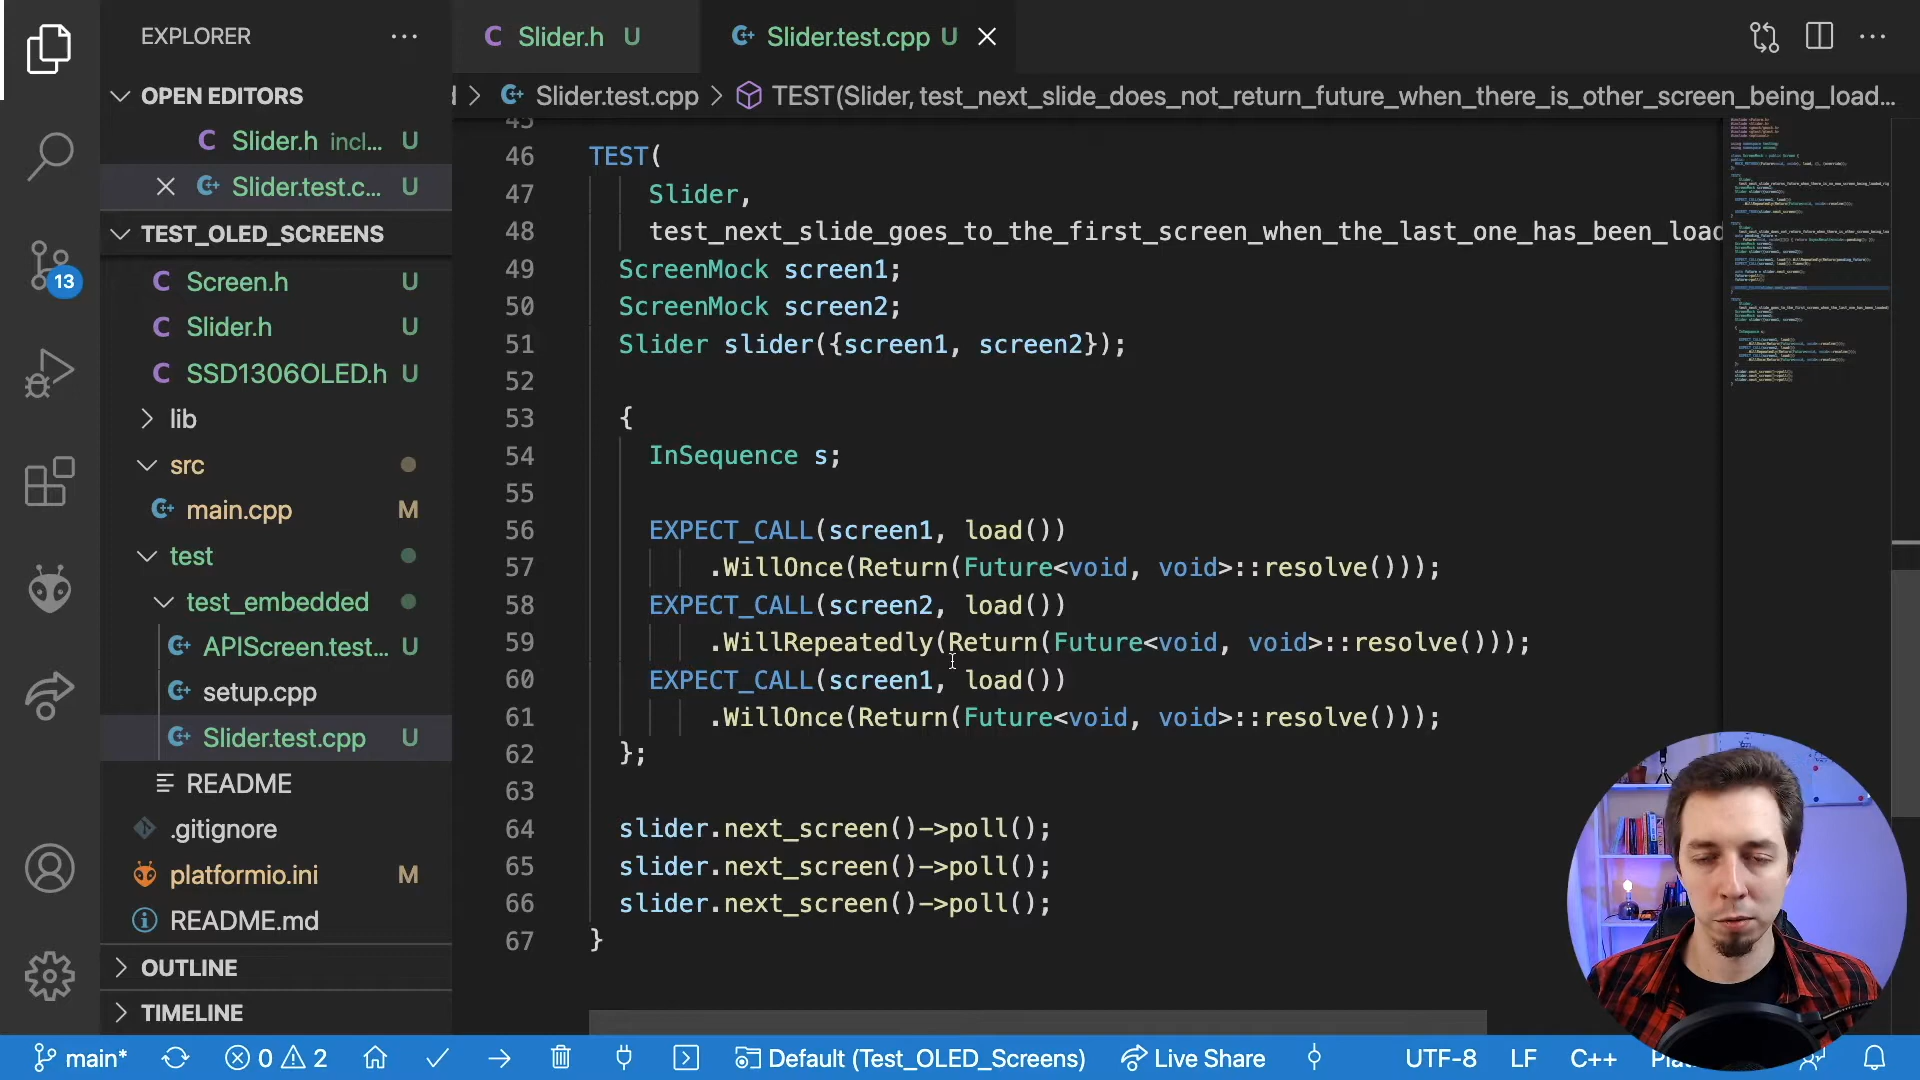 EXPLORER
OPEN EDITORS
Slider.h incl... U
Slider.test.c... U
TEST_OLED_SCREENS
Screen.h U
Slider.h U
SSD1306OLED.h U
lib
src
main.cpp M
test
test_embedded
APIScreen.test... U
setup.cpp
Slider.test.cpp U
README
.gitignore
platformio.ini M
README.md
OUTLINE
TIMELINE
13
Slider.h U
Slider.test.cpp U
Slider.test.cpp > TEST(Slider, test_next_slide_does_not_return_future_when_there_is_other_screen_being_load...
45
46 TEST(
47 Slider,
48 test_next_slide_goes_to_the_first_screen_when_the_last_one_has_been_load
49 ScreenMock screen1;
50 ScreenMock screen2;
51 Slider slider({screen1, screen2});
52
53 {
54 InSequence s;
55
56 EXPECT_CALL(screen1, load())
57 .WillOnce(Return(Future<void, void>::resolve()));
58 EXPECT_CALL(screen2, load())
59 .WillRepeatedly(Return(Future<void, void>::resolve()));
60 EXPECT_CALL(screen1, load())
61 .WillOnce(Return(Future<void, void>::resolve()));
62 };
63
64 slider.next_screen()->poll();
65 slider.next_screen()->poll();
66 slider.next_screen()->poll();
67 }
main* 0 2 Default (Test_OLED_Screens) Live Share UTF-8 LF C++